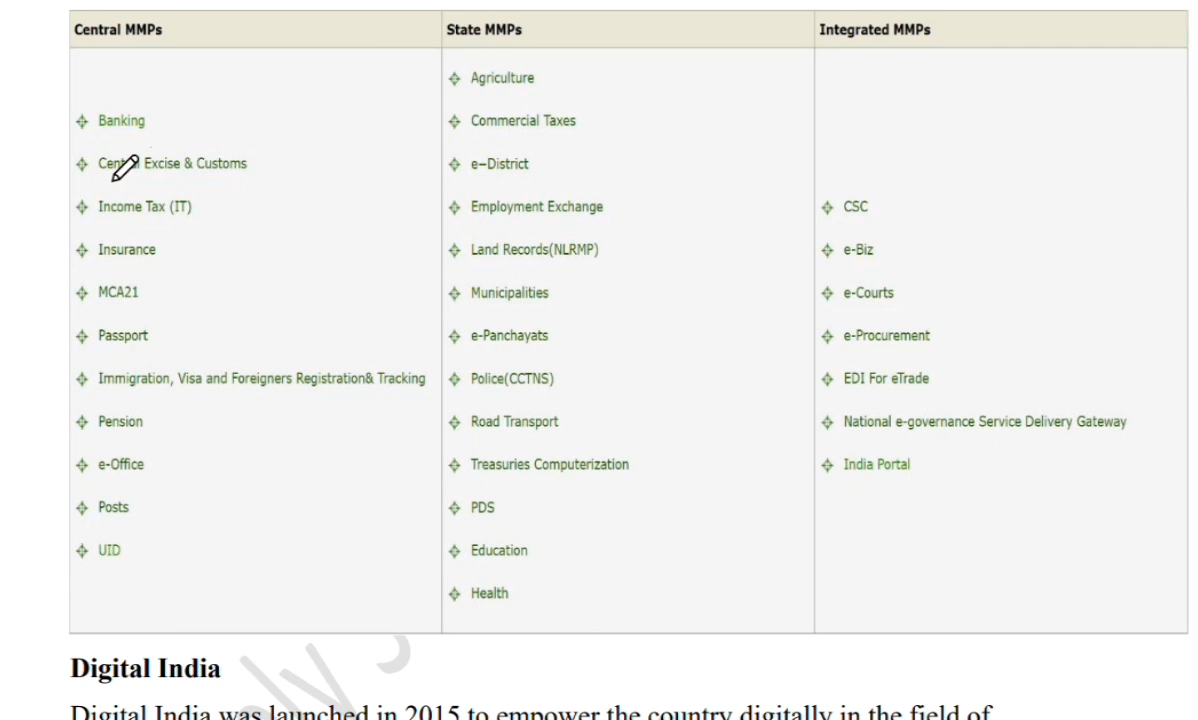 Central MMPs
Banking
Central Excise & Customs
Income Tax (IT)
Insurance
MCA21
Passport
Immigration, Visa and Foreigners Registration& Tracking
Pension
e-Office
Posts
UID
State MMPs
Agriculture
Commercial Taxes
e-District
Employment Exchange
Land Records(NLRMP)
Municipalities
e-Panchayats
Police(CCTNS)
Road Transport
Treasuries Computerization
PDS
Education
Health
Integrated MMPs
CSC
e-Biz
e-Courts
e-Procurement
EDI For eTrade
National e-governance Service Delivery Gateway
India Portal
Digital India
Digital India was launched in 2015 to empower the country digitally in the field of